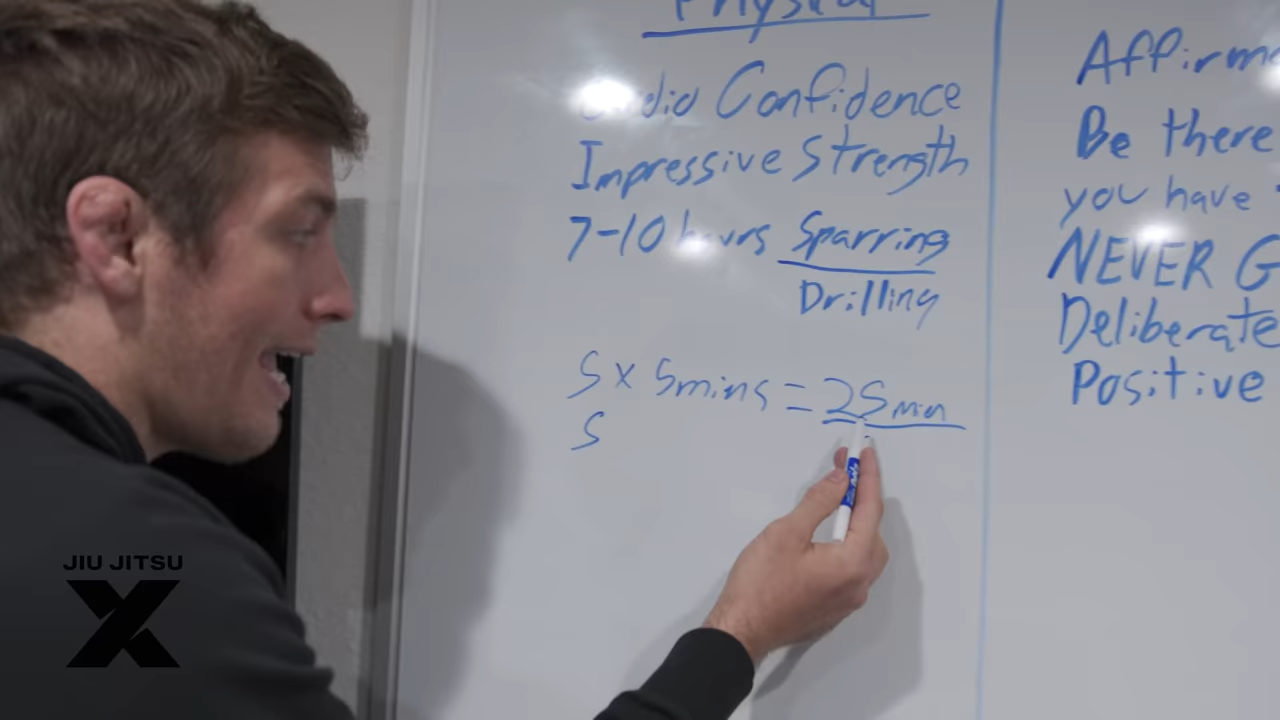 Physical
Cardio Confidence
Impressive Strength
7-10 hours Sparring
Drilling
5 x 5mins = 25min
5
Be there
you have
NEVER G
Deliberate
Positive
JIU JITSU
X